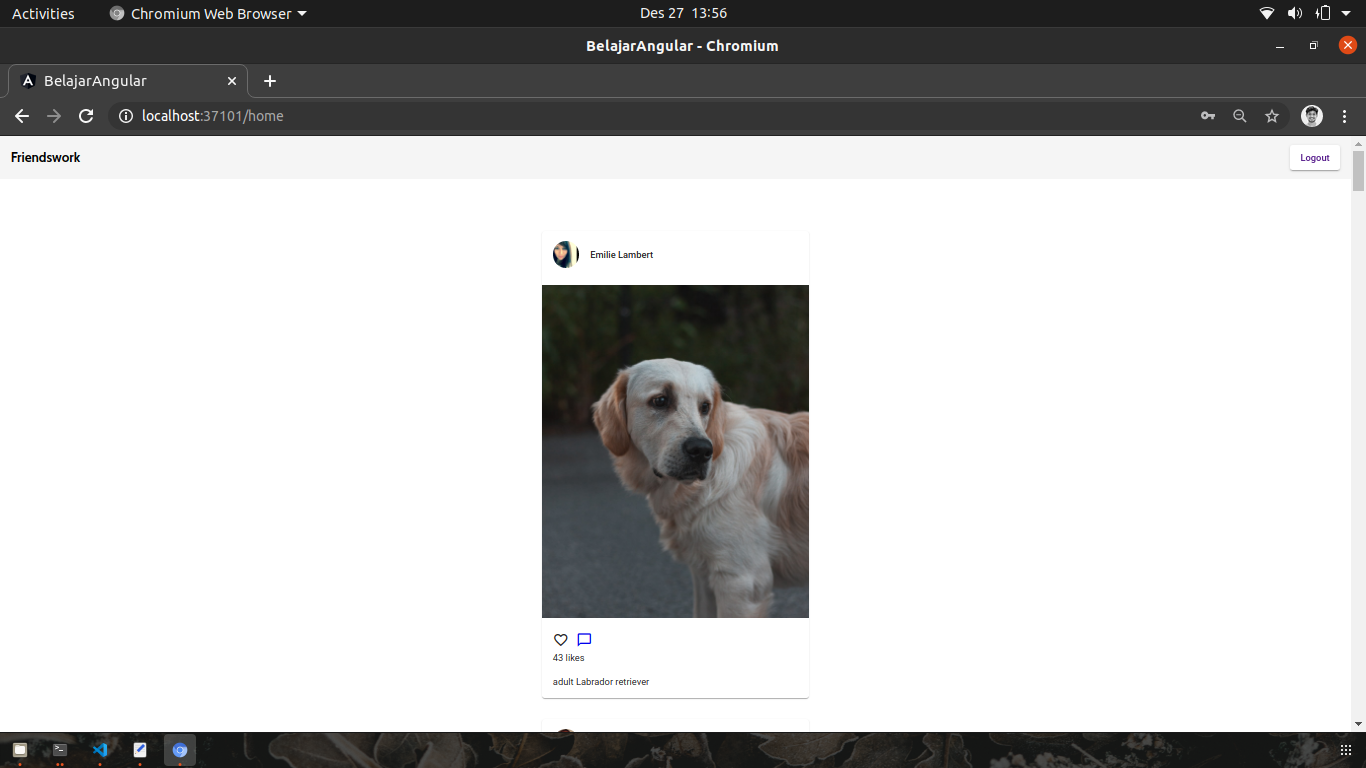 Activities
Chromium Web Browser
Des 27 13:56
BelajarAngular - Chromium
BelajarAngular
localhost:37101/home
Friendswork
Logout
Emilie Lambert
43 likes
adult Labrador retriever